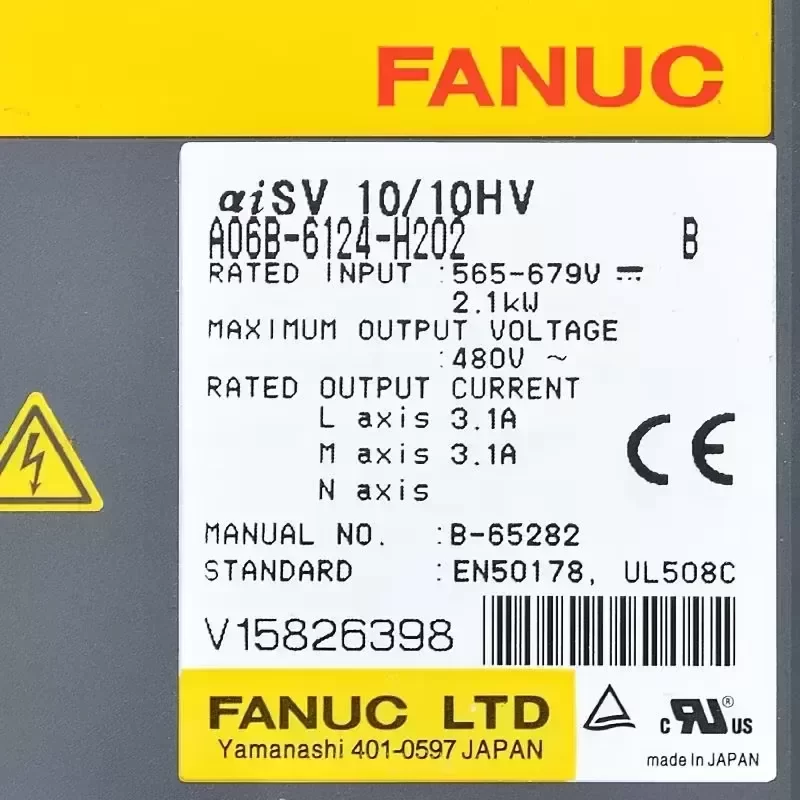 FANUC
αiSV 10/10HV
A06B-6124-H202 B
RATED INPUT :565-679V ⎓
2.1kW
MAXIMUM OUTPUT VOLTAGE
:480V ~
RATED OUTPUT CURRENT
L axis 3.1A
M axis 3.1A
N axis
CE
MANUAL NO. :B-65282
STANDARD :EN50178, UL508C
V15826398
FANUC LTD
Yamanashi 401-0597 JAPAN
c RU ® US
made In JAPAN